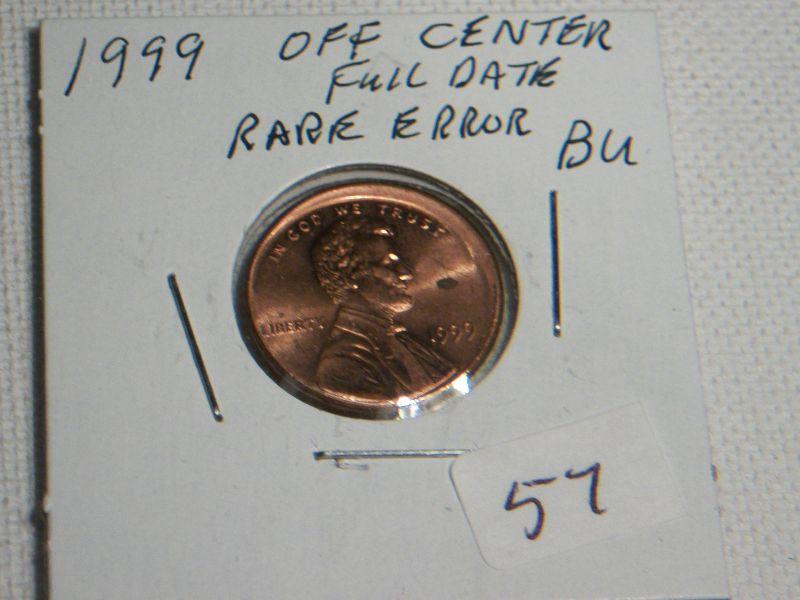 1999 OFF CENTER
FULL DATE
RARE ERROR BU
IN GOD WE TRUST
LIBERTY 1999
57